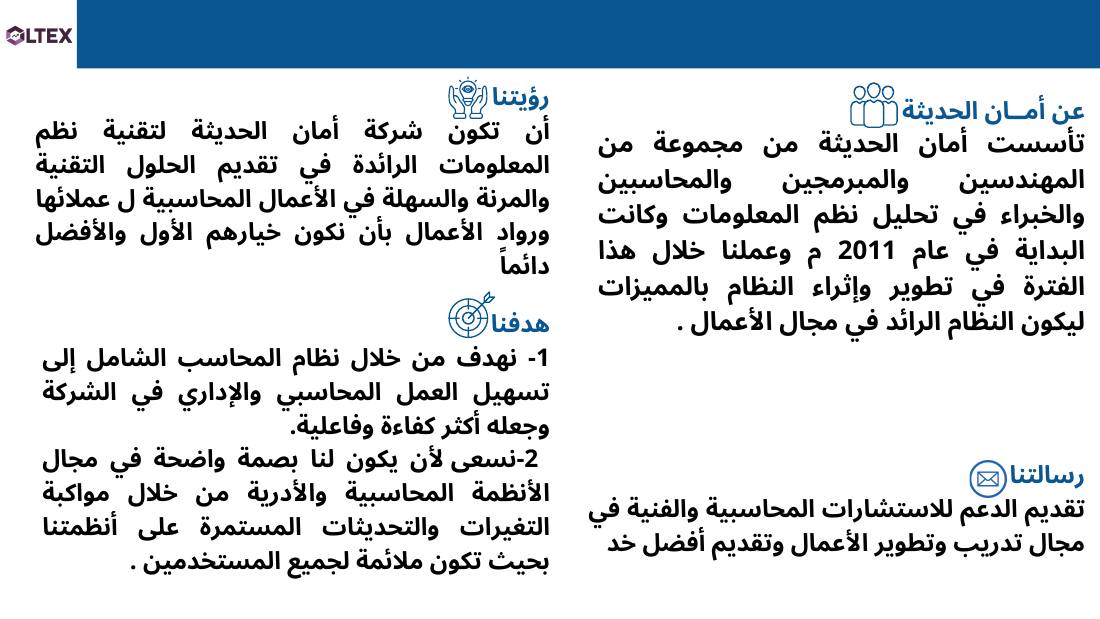 OLTEX
عن أمــان الحديثة
تأسست أمان الحديثة من مجموعة من
المهندسين والمبرمجين والمحاسبين
والخبراء في تحليل نظم المعلومات وكانت
البداية في عام 2011 م وعملنا خلال هذا
الفترة في تطوير وإثراء النظام بالمميزات
ليكون النظام الرائد في مجال الأعمال .
رسالتنا
تقديم الدعم للاستشارات المحاسبية والفنية في
مجال تدريب وتطوير الأعمال وتقديم أفضل خد
رؤيتنا
أن تكون شركة أمان الحديثة لتقنية نظم
المعلومات الرائدة في تقديم الحلول التقنية
والمرنة والسهلة في الأعمال المحاسبية ل عملائها
ورواد الأعمال بأن نكون خيارهم الأول والأفضل
دائماً
هدفنا
1- نهدف من خلال نظام المحاسب الشامل إلى
تسهيل العمل المحاسبي والإداري في الشركة
وجعله أكثر كفاءة وفاعلية.
2-نسعى لأن يكون لنا بصمة واضحة في مجال
الأنظمة المحاسبية والأدرية من خلال مواكبة
التغيرات والتحديثات المستمرة على أنظمتنا
بحيث تكون ملائمة لجميع المستخدمين .